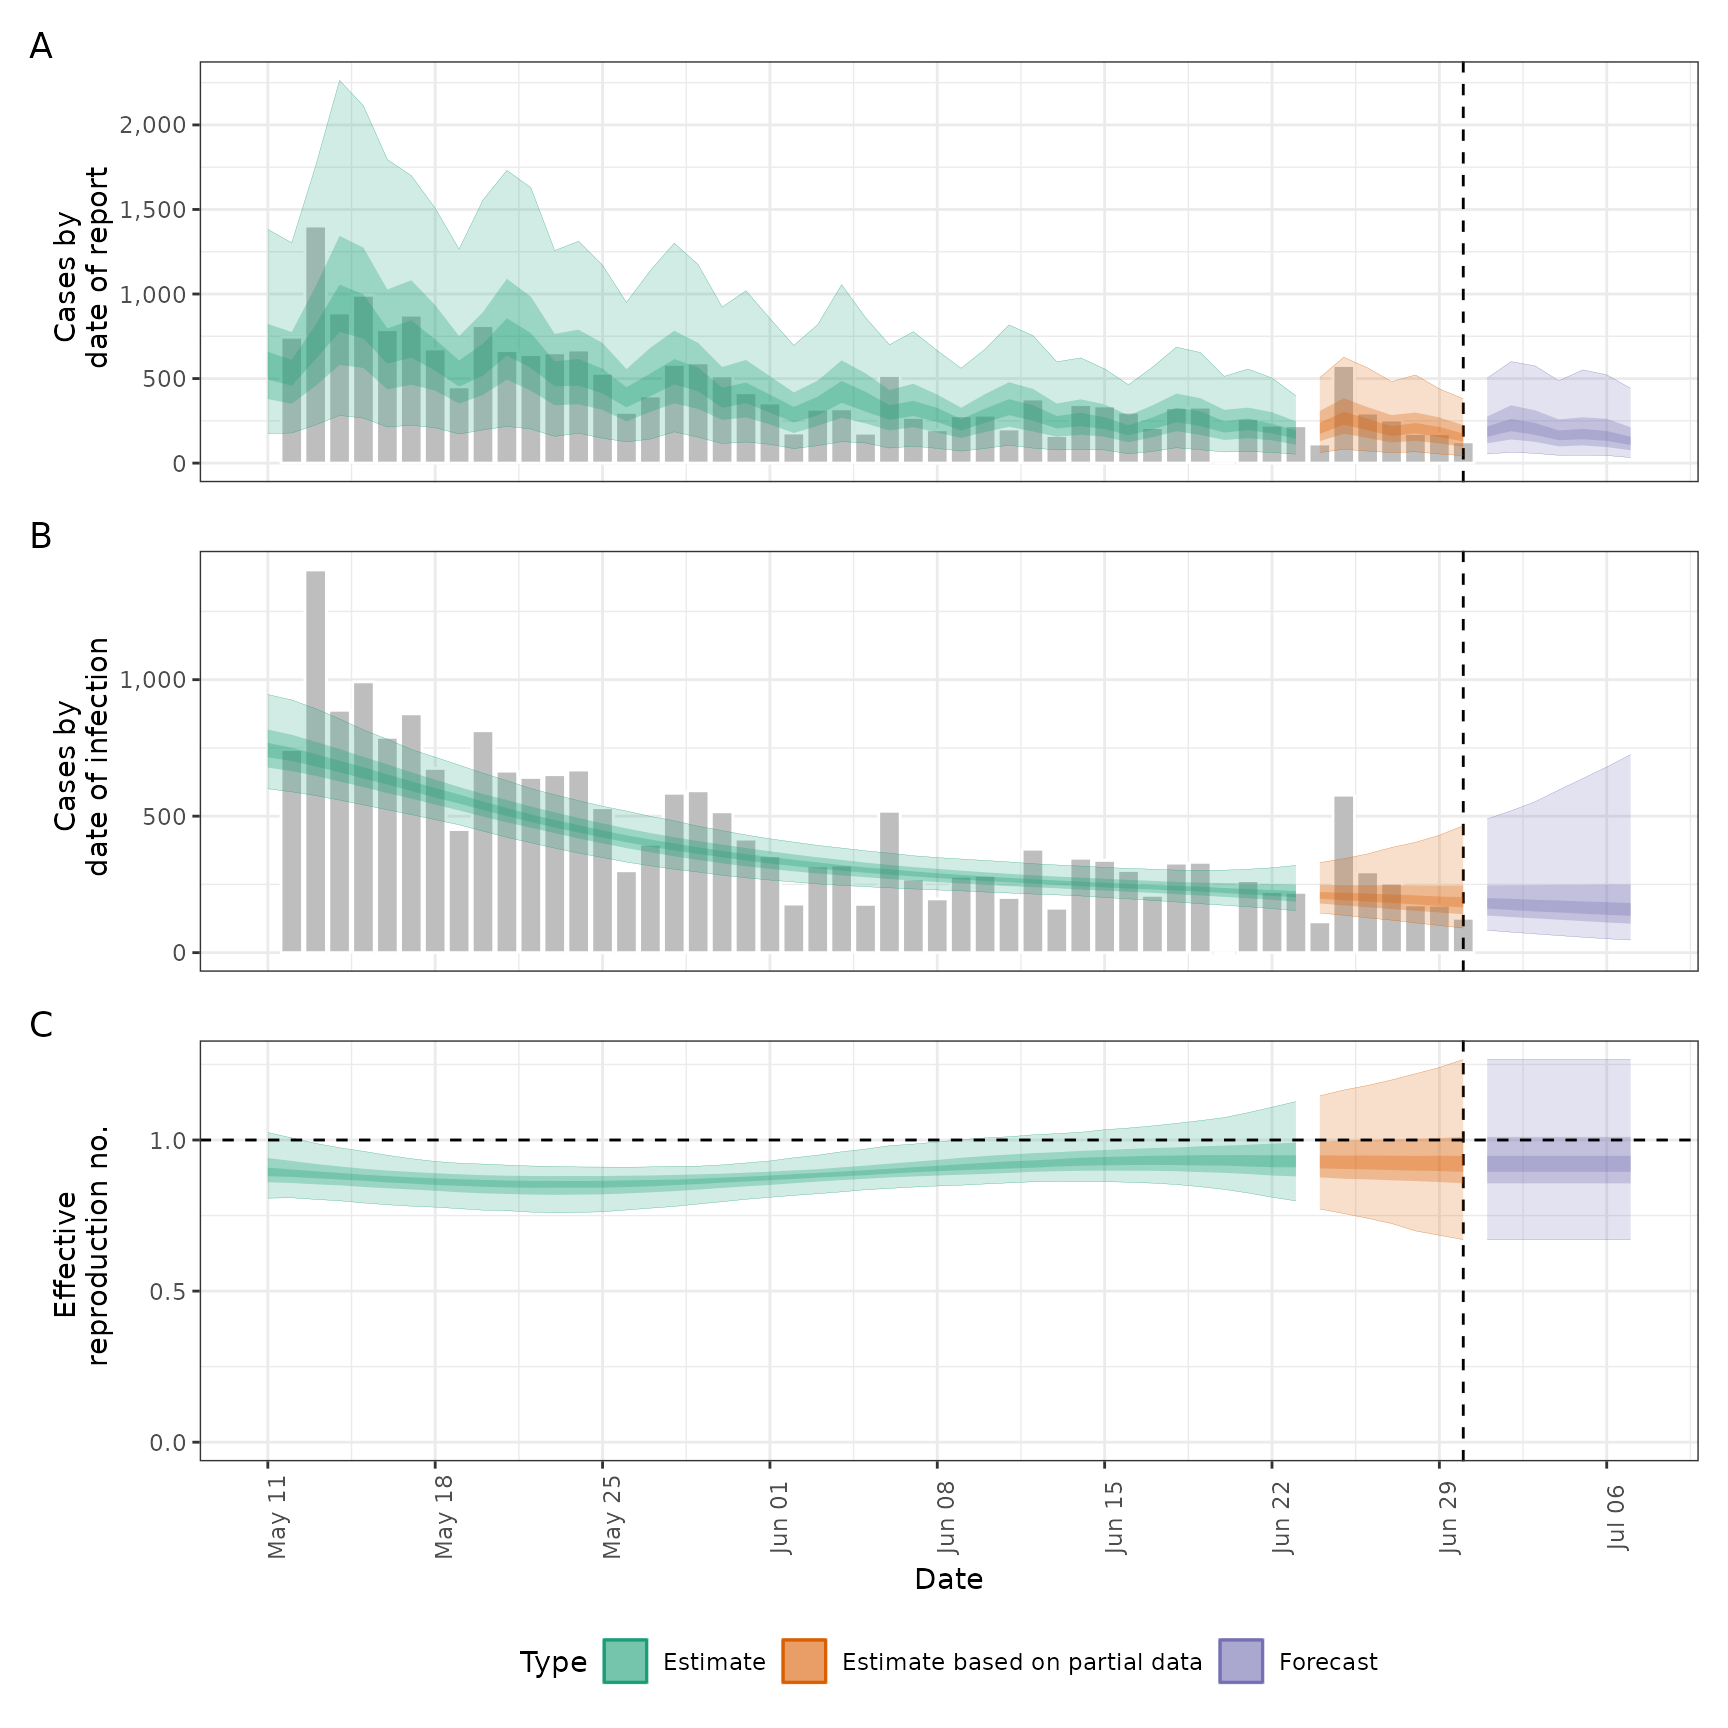 A
Cases by
date of report
2,000
1,500
1,000
500
0
B
Cases by
date of infection
1,000
500
0
C
Effective
reproduction no.
1.0
0.5
0.0
May 11
May 18
May 25
Jun 01
Jun 08
Jun 15
Jun 22
Jun 29
Jul 06
Date
Type
Estimate
Estimate based on partial data
Forecast